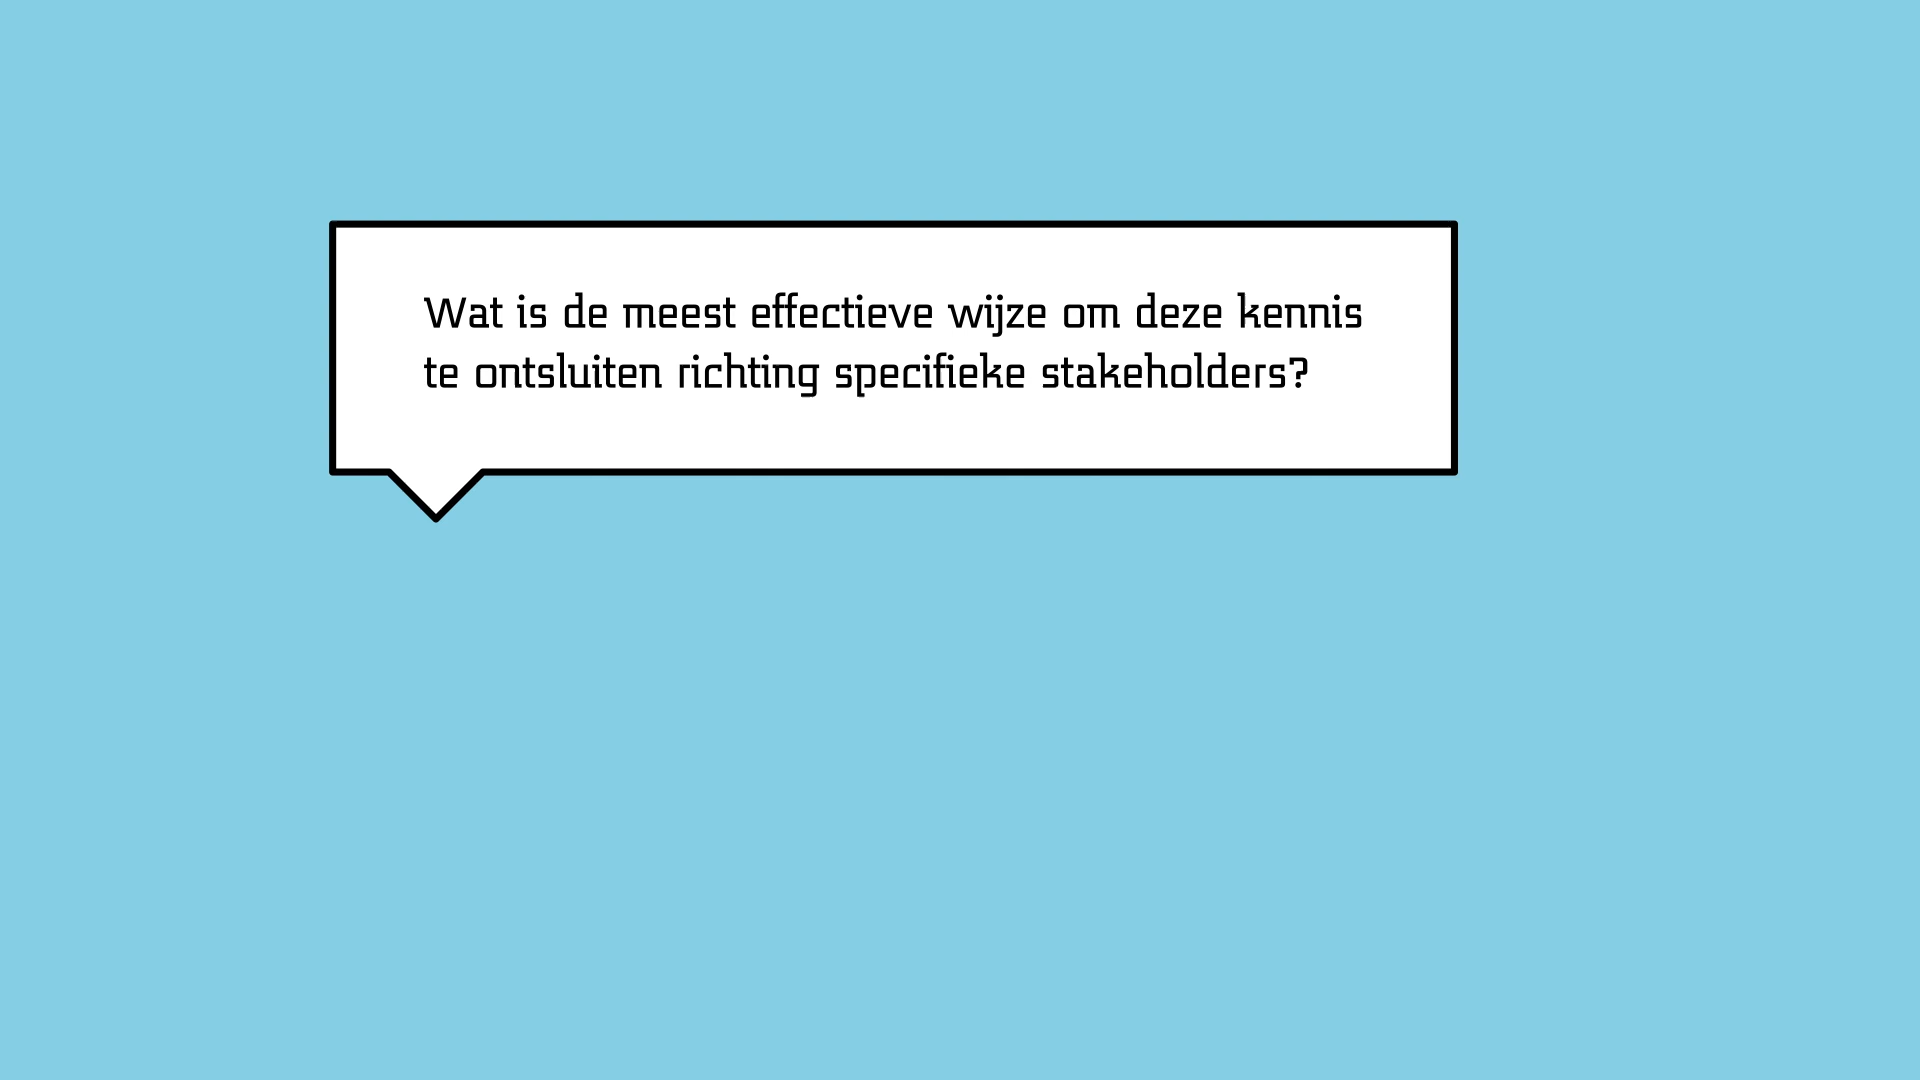 Wat is de meest effectieve wijze om deze kennis
te ontsluiten richting specifieke stakeholders?